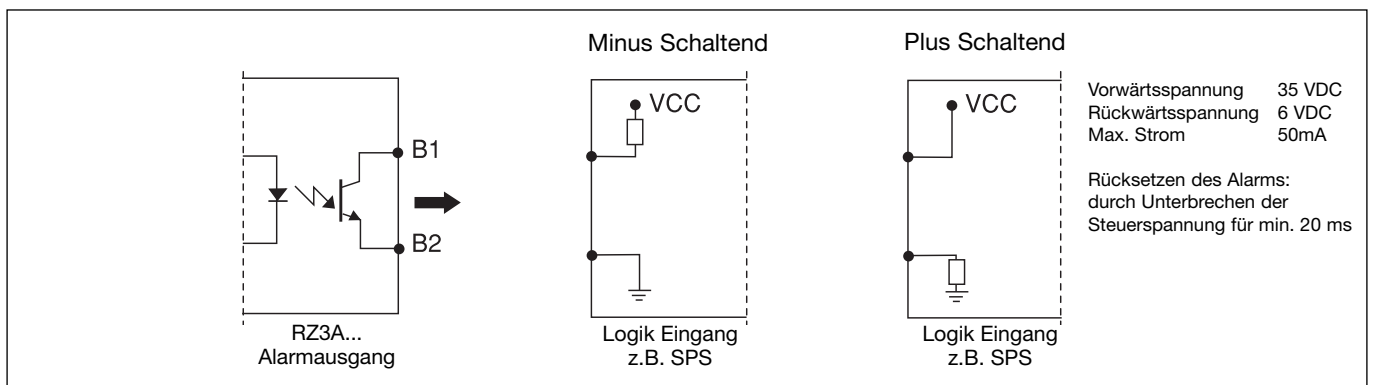 Minus Schaltend
Plus Schaltend
B1
B2
RZ3A...
Alarmausgang
VCC
Logik Eingang
z.B. SPS
VCC
Logik Eingang
z.B. SPS
Vorwärtsspannung 35 VDC
Rückwärtsspannung 6 VDC
Max. Strom 50mA
Rücksetzen des Alarms:
durch Unterbrechen der
Steuerspannung für min. 20 ms